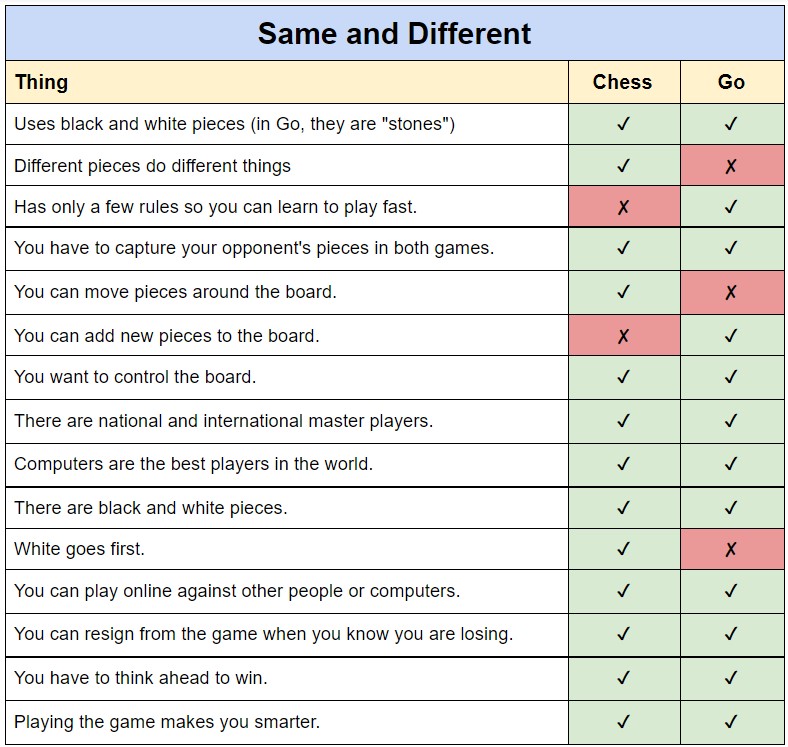 Same and Different
Thing Chess Go
Uses black and white pieces (in Go, they are "stones") ✓ ✓
Different pieces do different things ✓ ✗
Has only a few rules so you can learn to play fast. ✗ ✓
You have to capture your opponent's pieces in both games. ✓ ✓
You can move pieces around the board. ✓ ✗
You can add new pieces to the board. ✗ ✓
You want to control the board. ✓ ✓
There are national and international master players. ✓ ✓
Computers are the best players in the world. ✓ ✓
There are black and white pieces. ✓ ✓
White goes first. ✓ ✗
You can play online against other people or computers. ✓ ✓
You can resign from the game when you know you are losing. ✓ ✓
You have to think ahead to win. ✓ ✓
Playing the game makes you smarter. ✓ ✓